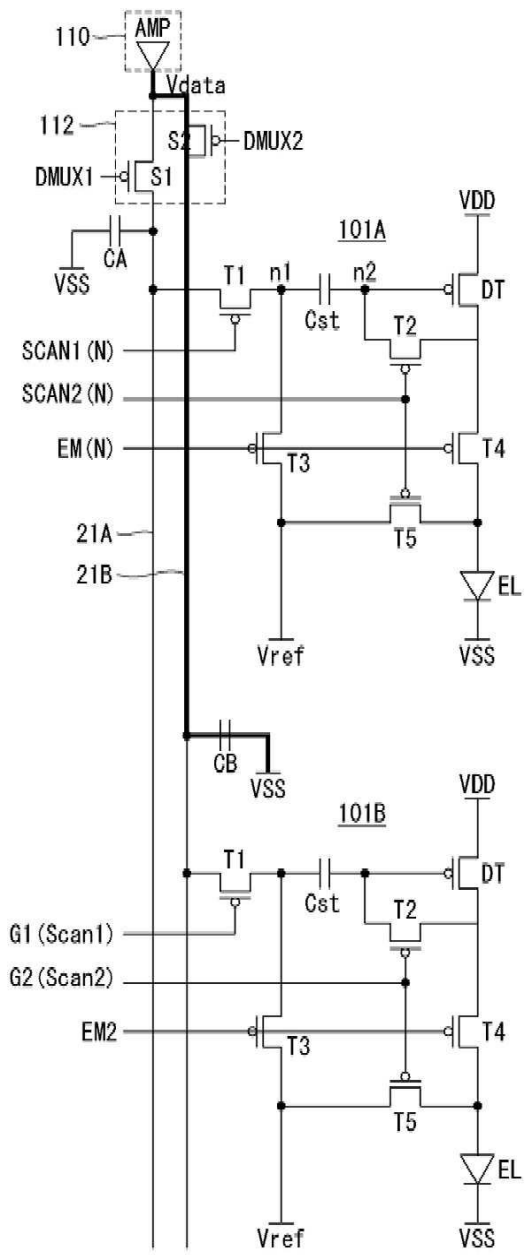 110
AMP
Vdata
112
S2
DMUX2
DMUX1
S1
VDD
101A
CA
VSS
T1
n1
n2
DT
Cst
T2
SCAN1(N)
SCAN2(N)
EM(N)
T3
T4
21A
T5
21B
EL
Vref
VSS
CB
VSS
VDD
101B
T1
DT
Cst
T2
G1(Scan1)
G2(Scan2)
EM2
T3
T4
T5
EL
Vref
VSS